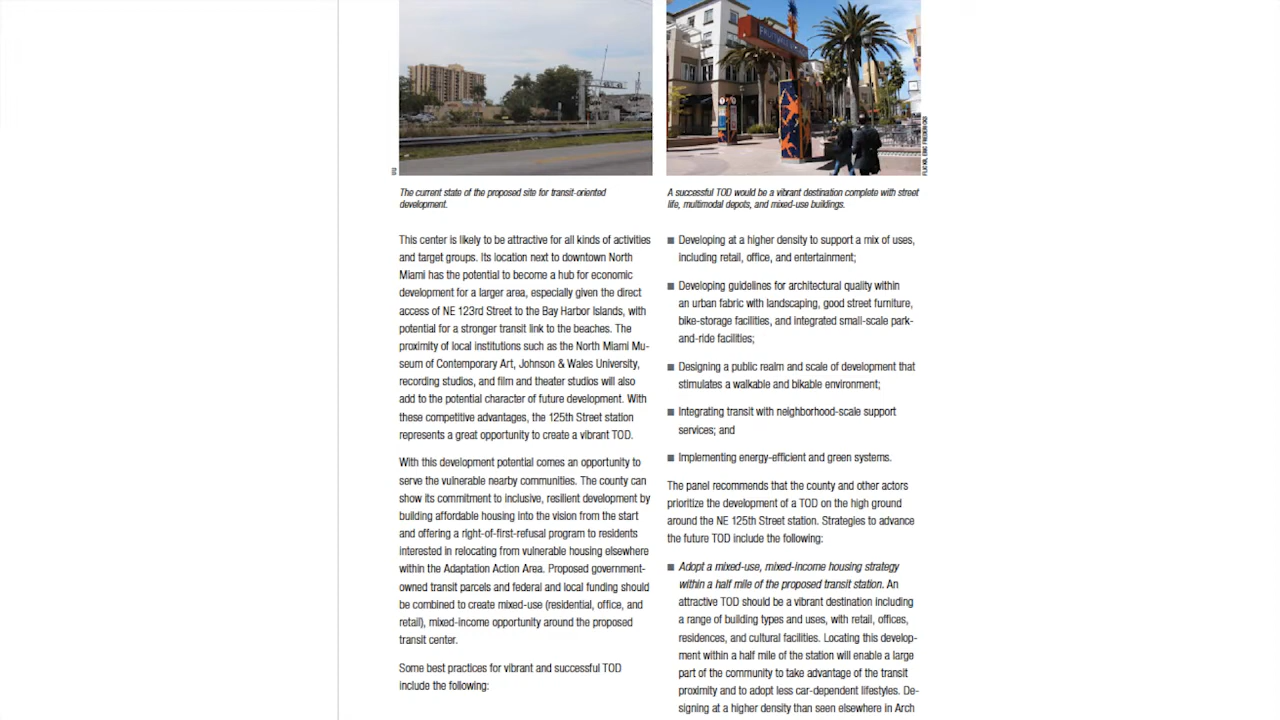 ULI
The current state of the proposed site for transit-oriented
development.
This center is likely to be attractive for all kinds of activities
and target groups. Its location next to downtown North
Miami has the potential to become a hub for economic
development for a larger area, especially given the direct
access of NE 123rd Street to the Bay Harbor Islands, with
potential for a stronger transit link to the beaches. The
proximity of local institutions such as the North Miami Mu-
seum of Contemporary Art, Johnson & Wales University,
recording studios, and film and theater studios will also
add to the potential character of future development. With
these competitive advantages, the 125th Street station
represents a great opportunity to create a vibrant TOD.
With this development potential comes an opportunity to
serve the vulnerable nearby communities. The county can
show its commitment to inclusive, resilient development by
building affordable housing into the vision from the start
and offering a right-of-first-refusal program to residents
interested in relocating from vulnerable housing elsewhere
within the Adaptation Action Area. Proposed government-
owned transit parcels and federal and local funding should
be combined to create mixed-use (residential, office, and
retail), mixed-income opportunity around the proposed
transit center.
Some best practices for vibrant and successful TOD
include the following:
A successful TOD would be a vibrant destination complete with street
life, multimodal depots, and mixed-use buildings.
■ Developing at a higher density to support a mix of uses,
including retail, office, and entertainment;
■ Developing guidelines for architectural quality within
an urban fabric with landscaping, good street furniture,
bike-storage facilities, and integrated small-scale park-
and-ride facilities;
■ Designing a public realm and scale of development that
stimulates a walkable and bikable environment;
■ Integrating transit with neighborhood-scale support
services; and
■ Implementing energy-efficient and green systems.
The panel recommends that the county and other actors
prioritize the development of a TOD on the high ground
around the NE 125th Street station. Strategies to advance
the future TOD include the following:
■ Adopt a mixed-use, mixed-income housing strategy
within a half mile of the proposed transit station. An
attractive TOD should be a vibrant destination including
a range of building types and uses, with retail, offices,
residences, and cultural facilities. Locating this develop-
ment within a half mile of the station will enable a large
part of the community to take advantage of the transit
proximity and to adopt less car-dependent lifestyles. De-
signing at a higher density than seen elsewhere in Arch